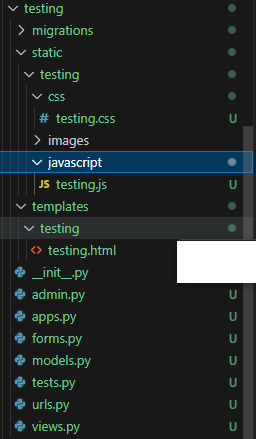 testing
migrations
static
testing
css
# testing.css U
images
javascript
JS testing.js U
templates
testing
<> testing.html
__init__.py
admin.py U
apps.py U
forms.py U
models.py U
tests.py U
urls.py U
views.py U